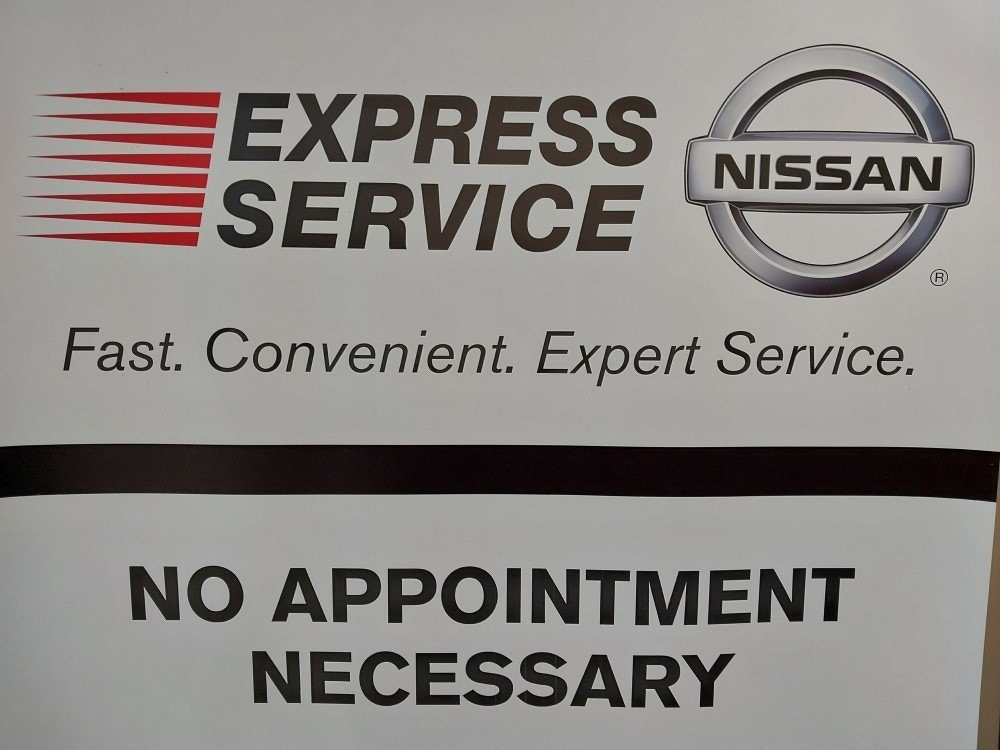 EXPRESS
SERVICE
NISSAN
®
Fast. Convenient. Expert Service.
NO APPOINTMENT
NECESSARY